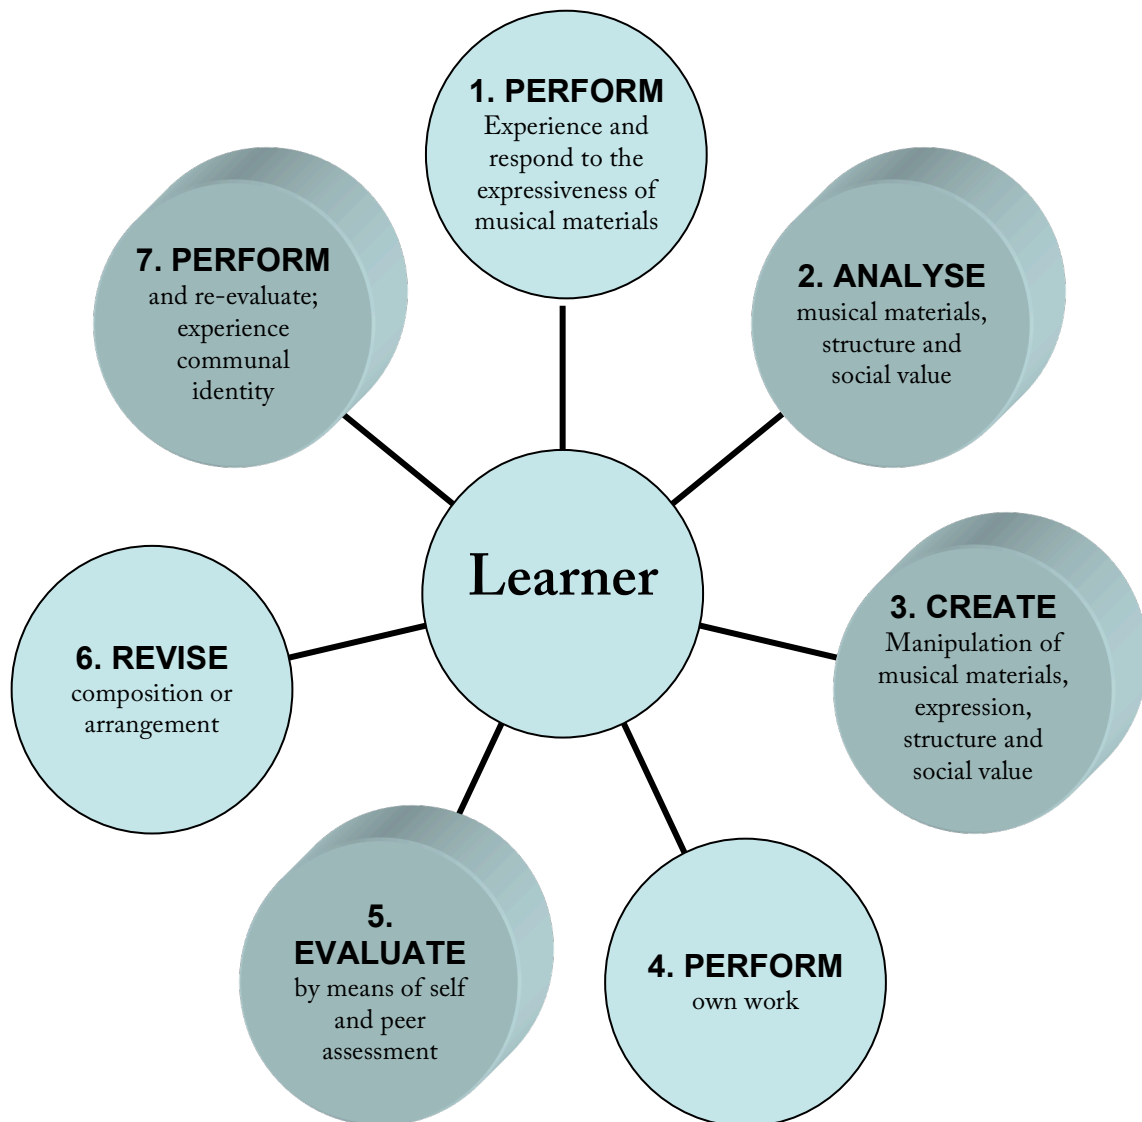 1. PERFORM
Experience and
respond to the
expressiveness of
musical materials
2. ANALYSE
musical materials,
structure and
social value
3. CREATE
Manipulation of
musical materials,
expression,
structure and
social value
4. PERFORM
own work
5.
EVALUATE
by means of self
and peer
assessment
6. REVISE
composition or
arrangement
7. PERFORM
and re-evaluate;
experience
communal
identity
Learner